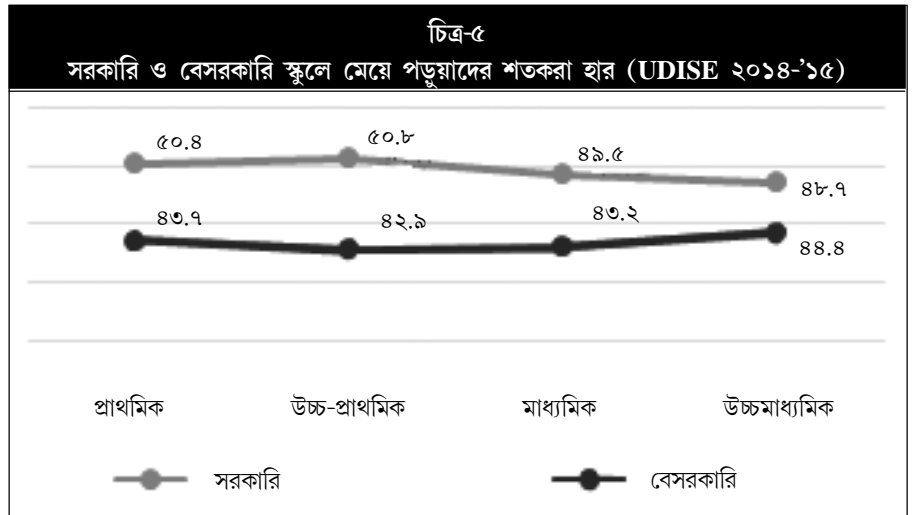 চিত্র-৫
সরকারি ও বেসরকারি স্কুলে মেয়ে পড়ুয়াদের শতকরা হার (UDISE ২০১৪-'১৫)
৫০.৪ ৫০.৮ ৪৯.৫ ৪৮.৭
৪৩.৭ ৪২.৯ ৪৩.২ ৪৪.৪
প্রাথমিক উচ্চ-প্রাথমিক মাধ্যমিক উচ্চমাধ্যমিক
সরকারি বেসরকারি